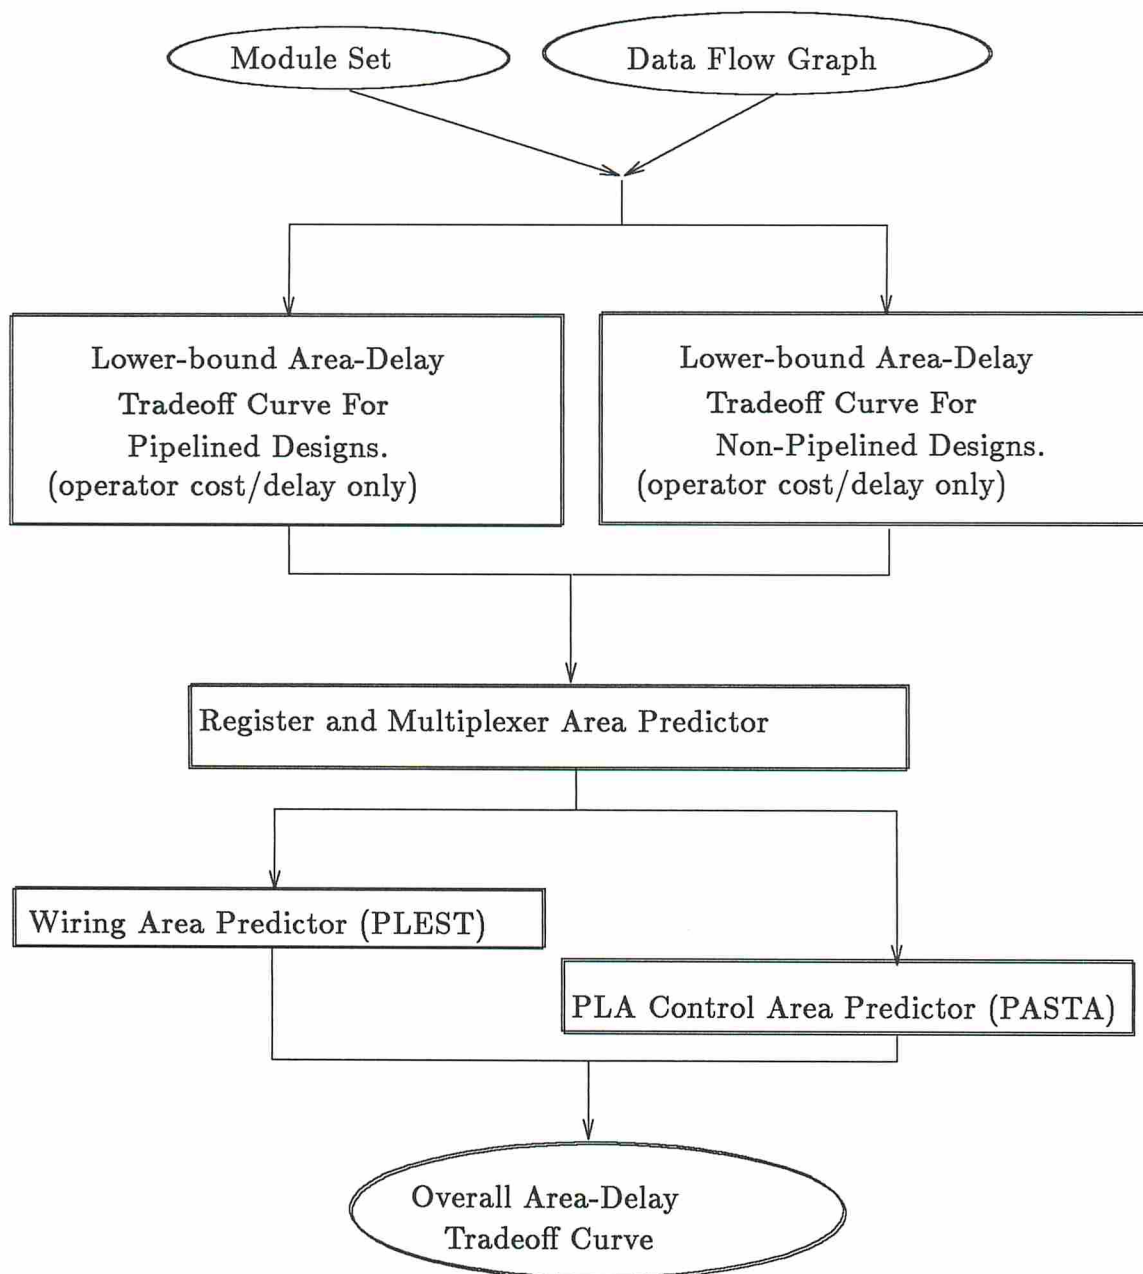 Module Set
Data Flow Graph
Lower-bound Area-Delay
Tradeoff Curve For
Pipelined Designs.
(operator cost/delay only)
Lower-bound Area-Delay
Tradeoff Curve For
Non-Pipelined Designs.
(operator cost/delay only)
Register and Multiplexer Area Predictor
Wiring Area Predictor (PLEST)
PLA Control Area Predictor (PASTA)
Overall Area-Delay
Tradeoff Curve